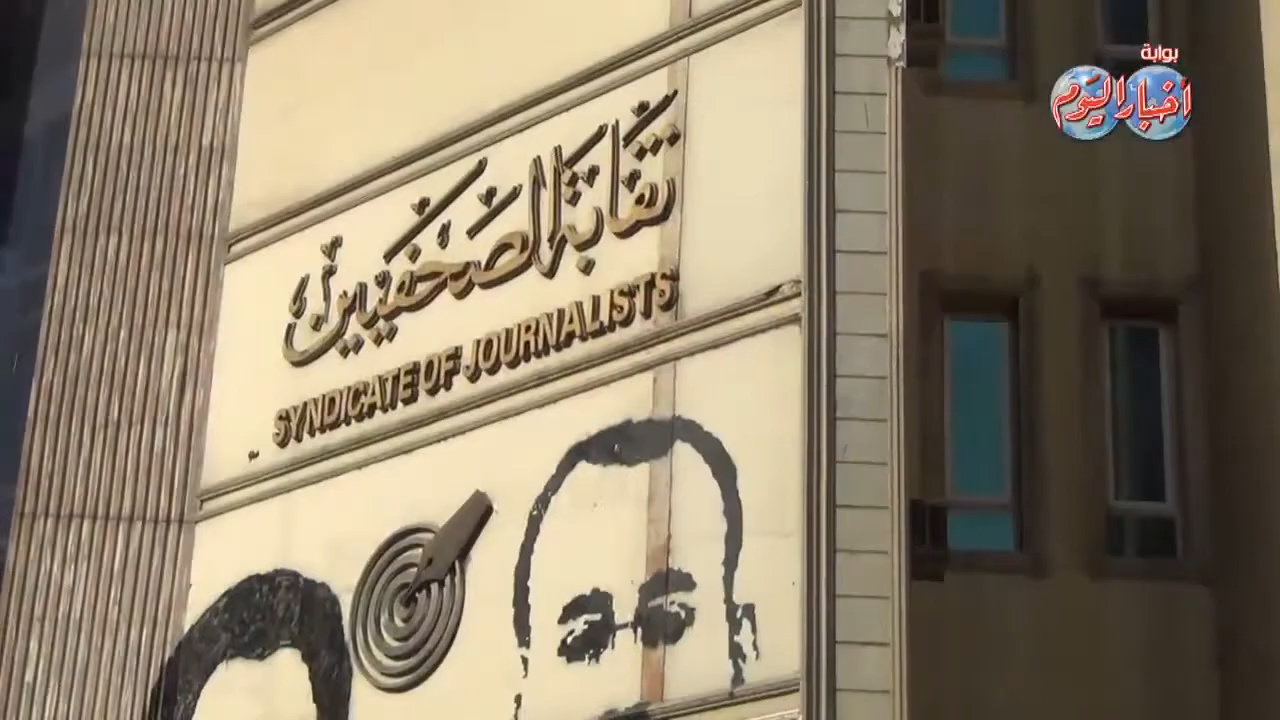 بوابة
أخبار اليوم
نقابة الصحفيين
SYNDICATE OF JOURNALISTS